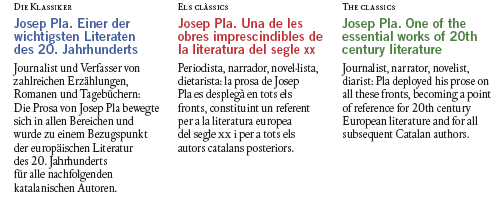 Die Klassiker
Josep Pla. Einer der
wichtigsten Literaten
des 20. Jahrhunderts
Journalist und Verfasser von
zahlreichen Erzählungen,
Romanen und Tagebüchern:
Die Prosa von Josep Pla bewegte
sich in allen Bereichen und
wurde zu einem Bezugspunkt
der europäischen Literatur
des 20. Jahrhunderts
für alle nachfolgenden
katalanischen Autoren.
Els clàssics
Josep Pla. Una de les
obres imprescindibles de
la literatura del segle xx
Periodista, narrador, novel·lista,
dietarista: la prosa de Josep
Pla es desplegà en tots els
fronts, constituint un referent
per a la literatura europea
del segle xx i per a tots els
autors catalans posteriors.
The classics
Josep Pla. One of the
essential works of 20th
century literature
Journalist, narrator, novelist,
diarist: Pla deployed his prose on
all these fronts, becoming a point
of reference for 20th century
European literature and for all
subsequent Catalan authors.